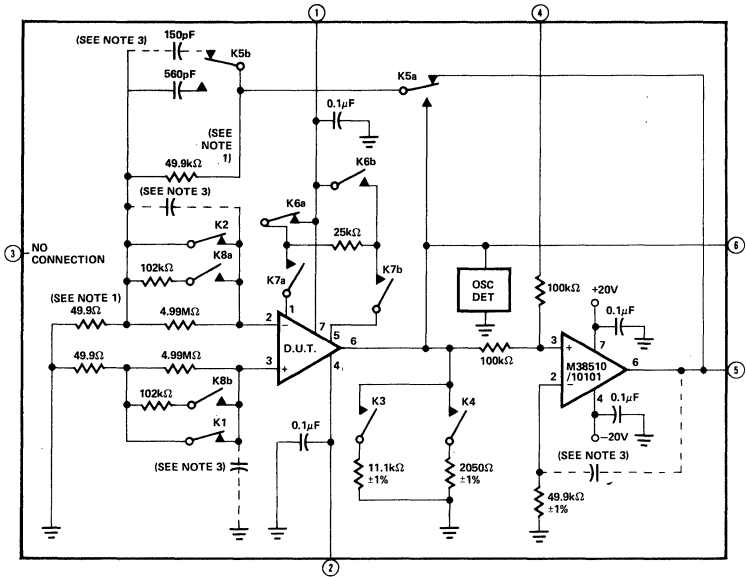 1
4
(SEE NOTE 3)
150pF
K5b
560pF
K5a
0.1μF
(SEE
NOTE
1)
49.9kΩ
K6b
(SEE NOTE 3)
K6a
K2
3
NO
CONNECTION
25kΩ
6
K8a
102kΩ
K7a
K7b
OSC
DET
100kΩ
+20V
(SEE NOTE 1)
49.9Ω
4.99MΩ
0.1μF
1
2
−
7
5
D.U.T.
6
3
+
4
100kΩ
3
+
7
M38510
/10101
6
2
−
4
5
49.9Ω
4.99MΩ
102kΩ
K8b
K1
K3
K4
0.1μF
−20V
0.1μF
(SEE NOTE 3)
(SEE NOTE 3)
11.1kΩ
±1%
2050Ω
±1%
49.9kΩ
±1%
2